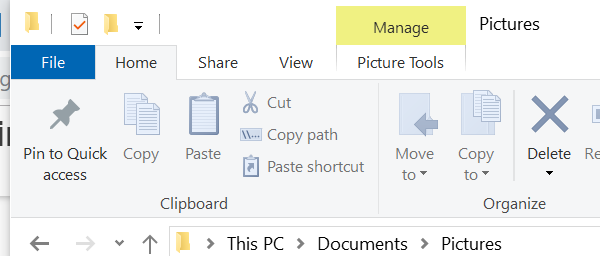 Manage
Pictures
File
Home
Share
View
Picture Tools
Pin to Quick
access
Copy
Paste
Cut
Copy path
Paste shortcut
Move
to
Copy
to
Delete
Clipboard
Organize
This PC
Documents
Pictures